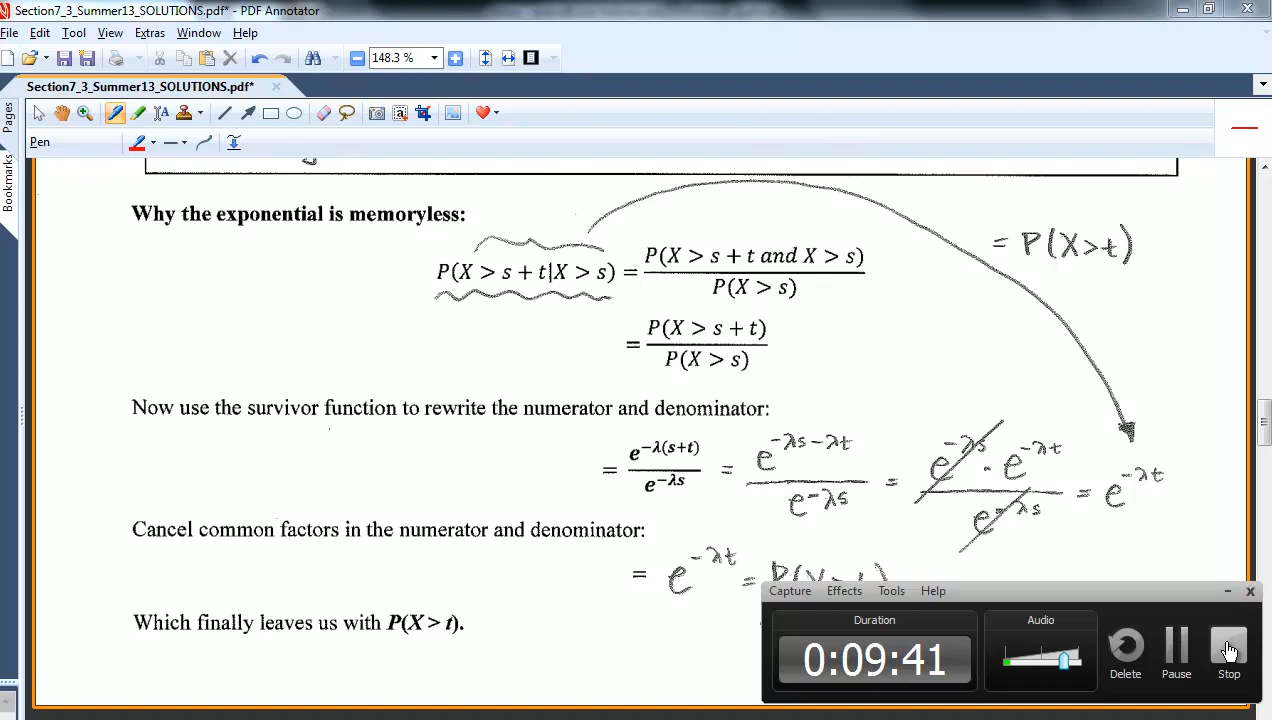 Section7_3_Summer13_SOLUTIONS.pdf* - PDF Annotator
File Edit Tool View Extras Window Help
148.3 %
Section7_3_Summer13_SOLUTIONS.pdf*
Pages
Bookmarks
Pen
Why the exponential is memoryless:
P(X > s + t|X > s) = P(X > s + t and X > s) / P(X > s)
= P(X>t)
= P(X > s + t) / P(X > s)
Now use the survivor function to rewrite the numerator and denominator:
= e^{-λ(s+t)} / e^{-λs} = e^{-λs-λt} / e^{-λs} = e^{-λs} · e^{-λt} / e^{-λs} = e^{-λt}
Cancel common factors in the numerator and denominator:
= e^{-λt} = P(X>t)
Which finally leaves us with P(X > t).
Capture Effects Tools Help
Duration
0:09:41
Audio
Delete
Pause
Stop